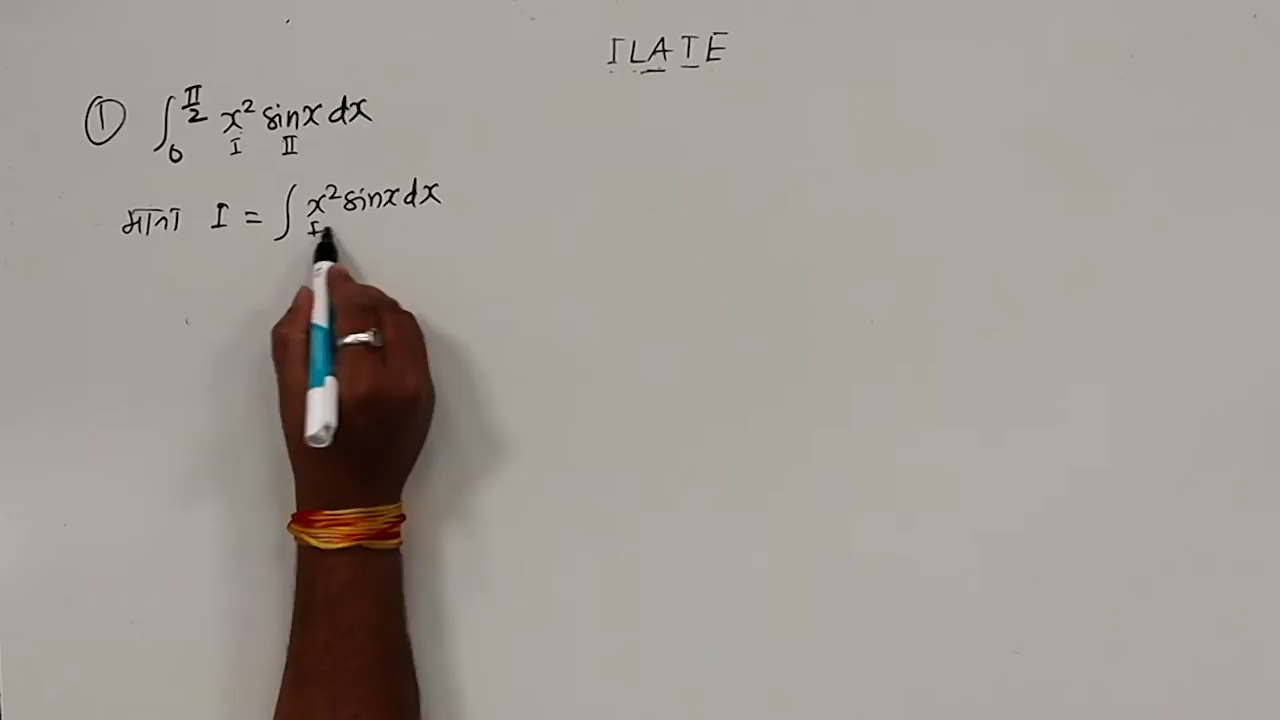 ILATE
① ∫₀^{π/2} x² sinx dx
I II
माना I = ∫ x² sinx dx
I